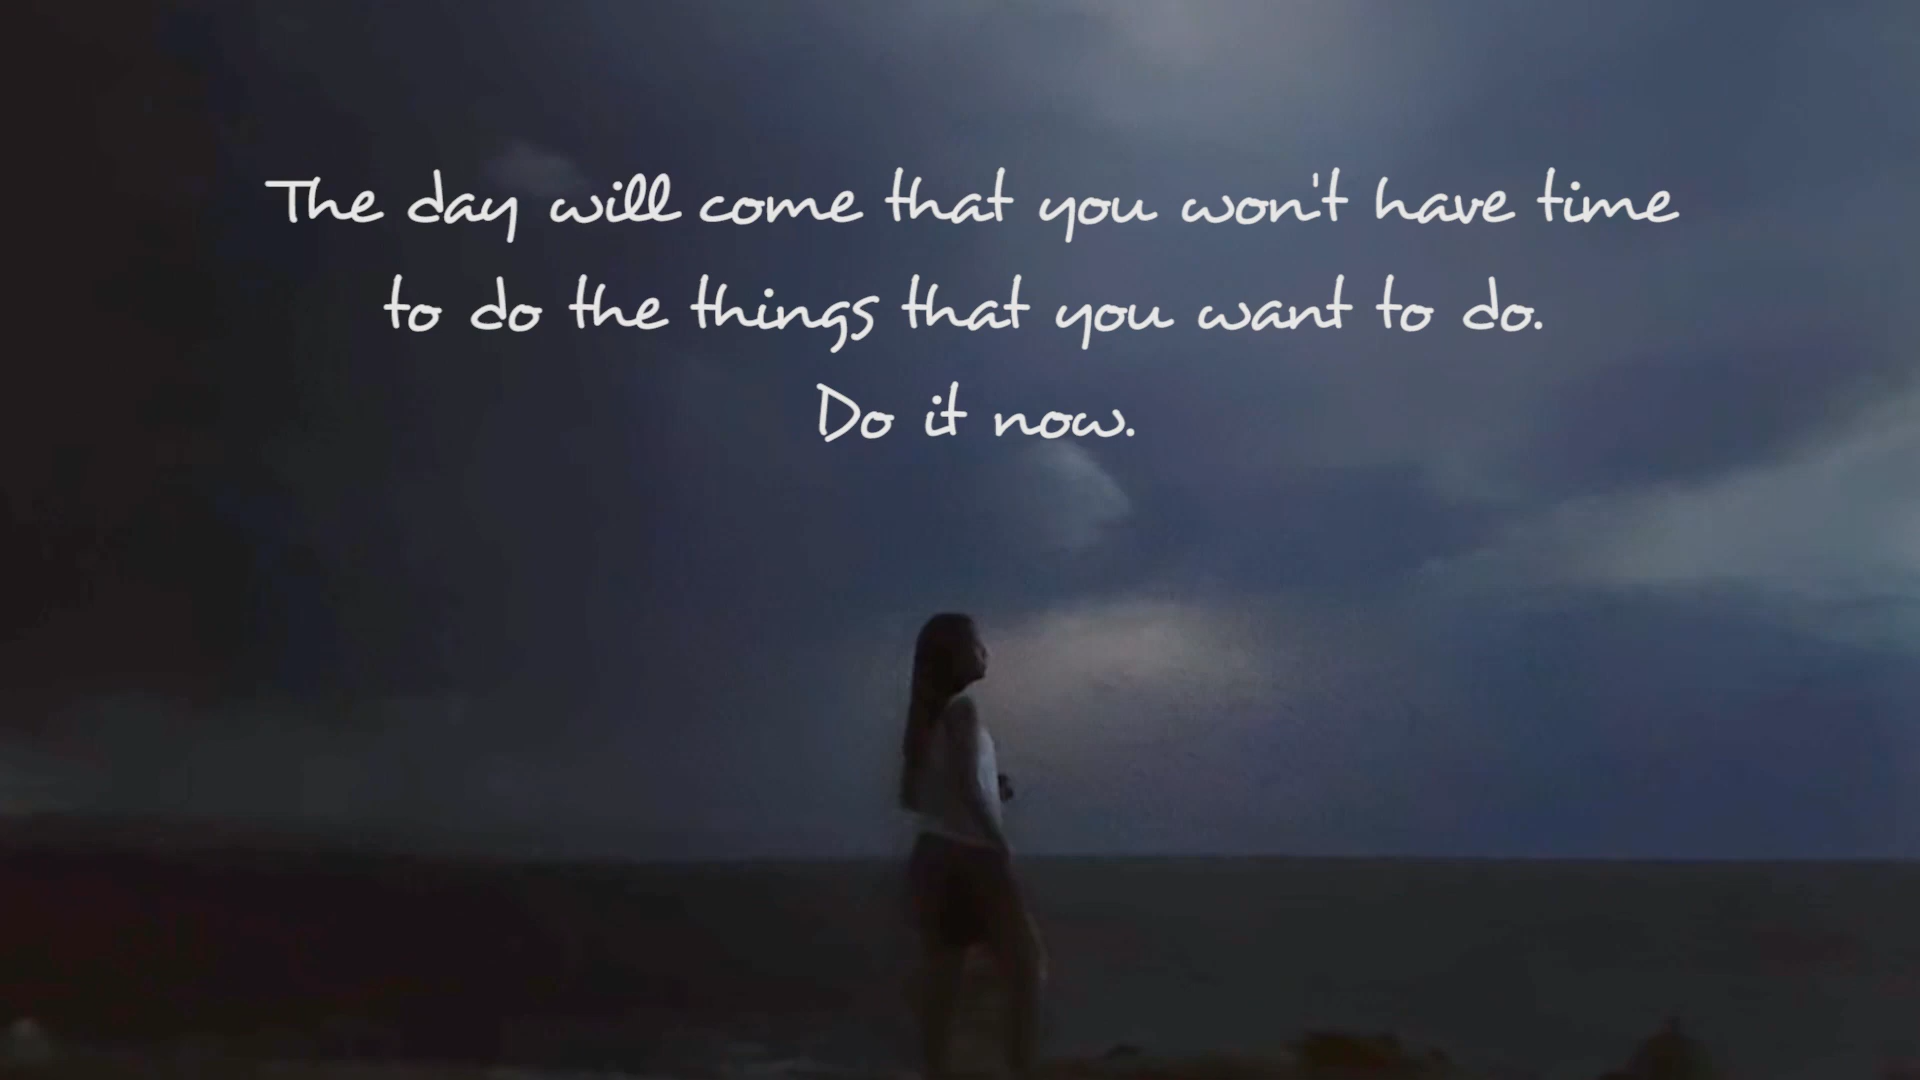 The day will come that you won't have time
to do the things that you want to do.
Do it now.